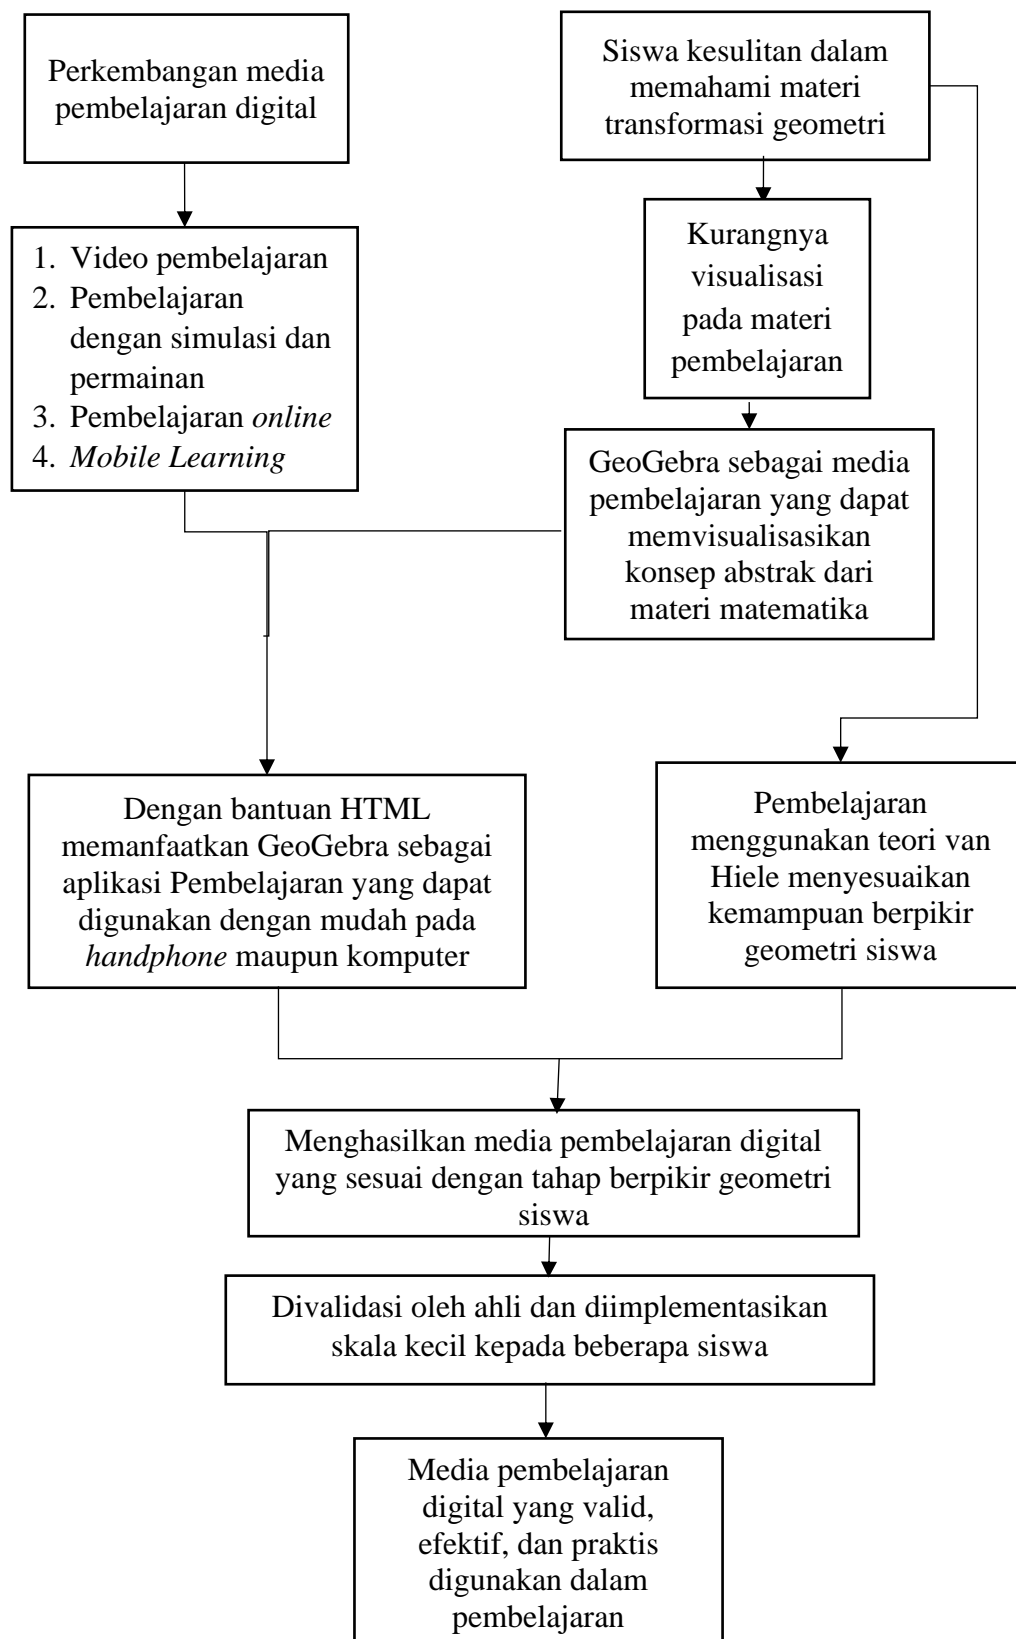 Perkembangan media
pembelajaran digital
Siswa kesulitan dalam
memahami materi
transformasi geometri
1. Video pembelajaran
2. Pembelajaran
dengan simulasi dan
permainan
3. Pembelajaran online
4. Mobile Learning
Kurangnya
visualisasi
pada materi
pembelajaran
GeoGebra sebagai media
pembelajaran yang dapat
memvisualisasikan
konsep abstrak dari
materi matematika
Dengan bantuan HTML
memanfaatkan GeoGebra sebagai
aplikasi Pembelajaran yang dapat
digunakan dengan mudah pada
handphone maupun komputer
Pembelajaran
menggunakan teori van
Hiele menyesuaikan
kemampuan berpikir
geometri siswa
Menghasilkan media pembelajaran digital
yang sesuai dengan tahap berpikir geometri
siswa
Divalidasi oleh ahli dan diimplementasikan
skala kecil kepada beberapa siswa
Media pembelajaran
digital yang valid,
efektif, dan praktis
digunakan dalam
pembelajaran